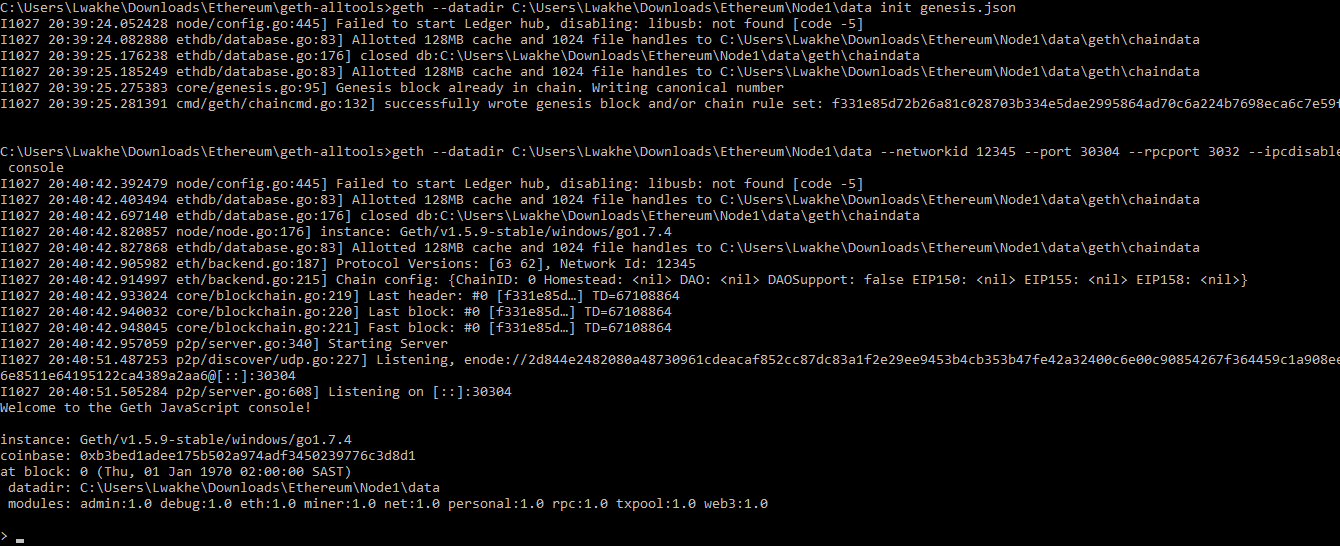 C:\Users\Lwakhe\Downloads\Ethereum\geth-alltools>geth --datadir C:\Users\Lwakhe\Downloads\Ethereum\Node1\data init genesis.json
I1027 20:39:24.052428 node/config.go:445] Failed to start Ledger hub, disabling: libusb: not found [code -5]
I1027 20:39:24.082880 ethdb/database.go:83] Allotted 128MB cache and 1024 file handles to C:\Users\Lwakhe\Downloads\Ethereum\Node1\data\geth\chaindata
I1027 20:39:25.176238 ethdb/database.go:176] closed db:C:\Users\Lwakhe\Downloads\Ethereum\Node1\data\geth\chaindata
I1027 20:39:25.185249 ethdb/database.go:83] Allotted 128MB cache and 1024 file handles to C:\Users\Lwakhe\Downloads\Ethereum\Node1\data\geth\chaindata
I1027 20:39:25.275383 core/genesis.go:95] Genesis block already in chain. Writing canonical number
I1027 20:39:25.281391 cmd/geth/chaincmd.go:132] successfully wrote genesis block and/or chain rule set: f331e85d72b26a81c028703b334e5dae2995864ad70c6a224b7698eca6c7e59f
C:\Users\Lwakhe\Downloads\Ethereum\geth-alltools>geth --datadir C:\Users\Lwakhe\Downloads\Ethereum\Node1\data --networkid 12345 --port 30304 --rpcport 3032 --ipcdisable
console
I1027 20:40:42.392479 node/config.go:445] Failed to start Ledger hub, disabling: libusb: not found [code -5]
I1027 20:40:42.403494 ethdb/database.go:83] Allotted 128MB cache and 1024 file handles to C:\Users\Lwakhe\Downloads\Ethereum\Node1\data\geth\chaindata
I1027 20:40:42.697140 ethdb/database.go:176] closed db:C:\Users\Lwakhe\Downloads\Ethereum\Node1\data\geth\chaindata
I1027 20:40:42.820857 node/node.go:176] instance: Geth/v1.5.9-stable/windows/go1.7.4
I1027 20:40:42.827868 ethdb/database.go:83] Allotted 128MB cache and 1024 file handles to C:\Users\Lwakhe\Downloads\Ethereum\Node1\data\geth\chaindata
I1027 20:40:42.905982 eth/backend.go:187] Protocol Versions: [63 62], Network Id: 12345
I1027 20:40:42.914997 eth/backend.go:215] Chain config: {ChainID: 0 Homestead: <nil> DAO: <nil> DAOSupport: false EIP150: <nil> EIP155: <nil> EIP158: <nil>}
I1027 20:40:42.933024 core/blockchain.go:219] Last header: #0 [f331e85d…] TD=67108864
I1027 20:40:42.940032 core/blockchain.go:220] Last block: #0 [f331e85d…] TD=67108864
I1027 20:40:42.948045 core/blockchain.go:221] Fast block: #0 [f331e85d…] TD=67108864
I1027 20:40:42.957059 p2p/server.go:340] Starting Server
I1027 20:40:51.487253 p2p/discover/udp.go:227] Listening, enode://2d844e2482080a48730961cdeacaf852cc87dc83a1f2e29ee9453b4cb353b47fe42a32400c6e00c90854267f364459c1a908ee
6e8511e64195122ca4389a2aa6@[::]:30304
I1027 20:40:51.505284 p2p/server.go:608] Listening on [::]:30304
Welcome to the Geth JavaScript console!
instance: Geth/v1.5.9-stable/windows/go1.7.4
coinbase: 0xb3bed1adee175b502a974adf3450239776c3d8d1
at block: 0 (Thu, 01 Jan 1970 02:00:00 SAST)
datadir: C:\Users\Lwakhe\Downloads\Ethereum\Node1\data
modules: admin:1.0 debug:1.0 eth:1.0 miner:1.0 net:1.0 personal:1.0 rpc:1.0 txpool:1.0 web3:1.0
> _